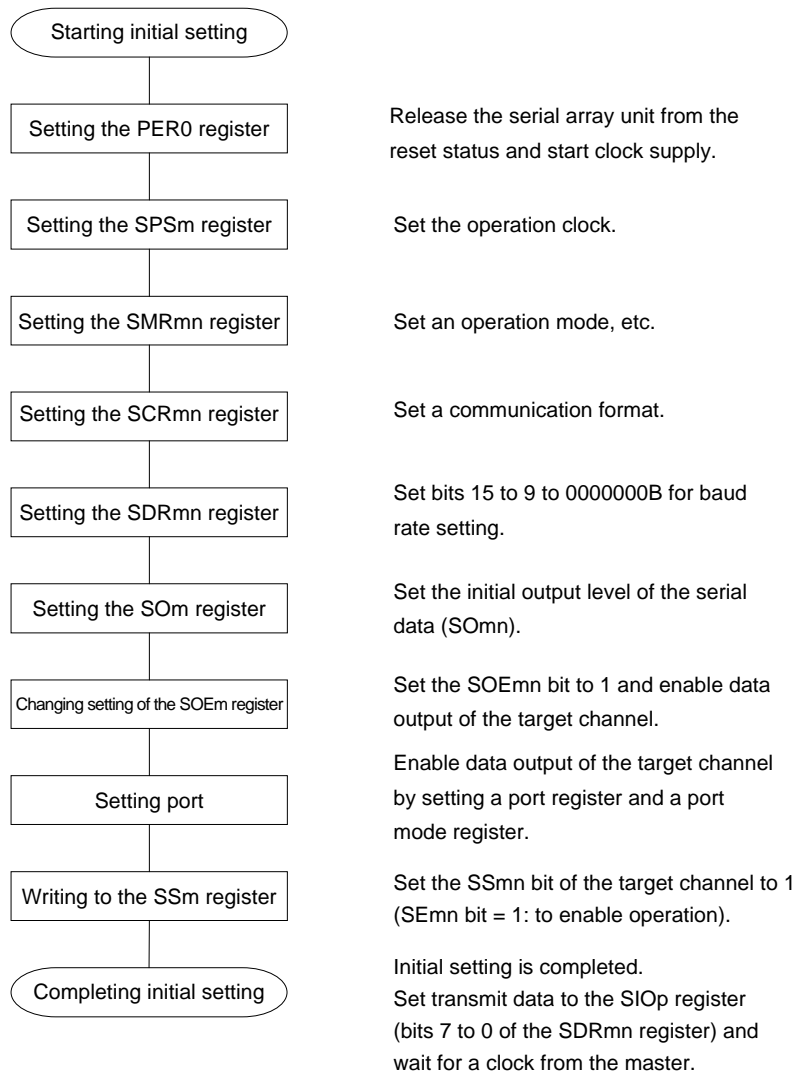 Starting initial setting
Setting the PER0 register
Release the serial array unit from the
reset status and start clock supply.
Setting the SPSm register
Set the operation clock.
Setting the SMRmn register
Set an operation mode, etc.
Setting the SCRmn register
Set a communication format.
Setting the SDRmn register
Set bits 15 to 9 to 0000000B for baud
rate setting.
Setting the SOm register
Set the initial output level of the serial
data (SOmn).
Changing setting of the SOEm register
Set the SOEmn bit to 1 and enable data
output of the target channel.
Setting port
Enable data output of the target channel
by setting a port register and a port
mode register.
Writing to the SSm register
Set the SSmn bit of the target channel to 1
(SEmn bit = 1: to enable operation).
Completing initial setting
Initial setting is completed.
Set transmit data to the SIOp register
(bits 7 to 0 of the SDRmn register) and
wait for a clock from the master.